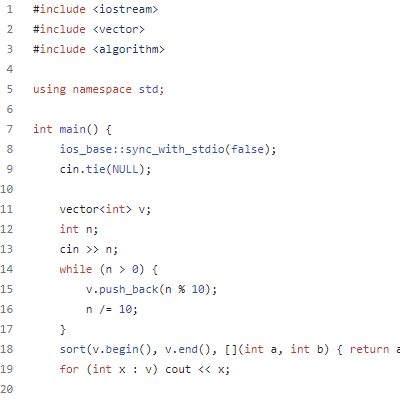 1 #include <iostream>
2 #include <vector>
3 #include <algorithm>
4
5 using namespace std;
6
7 int main() {
8     ios_base::sync_with_stdio(false);
9     cin.tie(NULL);
10
11     vector<int> v;
12     int n;
13     cin >> n;
14     while (n > 0) {
15         v.push_back(n % 10);
16         n /= 10;
17     }
18     sort(v.begin(), v.end(), [](int a, int b) { return a
19     for (int x : v) cout << x;
20